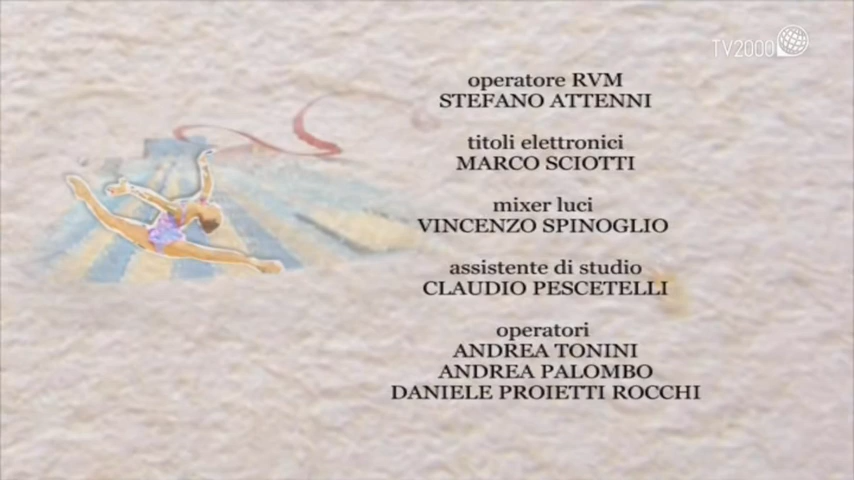 TV2000
operatore RVM
STEFANO ATTENNI
titoli elettronici
MARCO SCIOTTI
mixer luci
VINCENZO SPINOGLIO
assistente di studio
CLAUDIO PESCETELLI
operatori
ANDREA TONINI
ANDREA PALOMBO
DANIELE PROIETTI ROCCHI